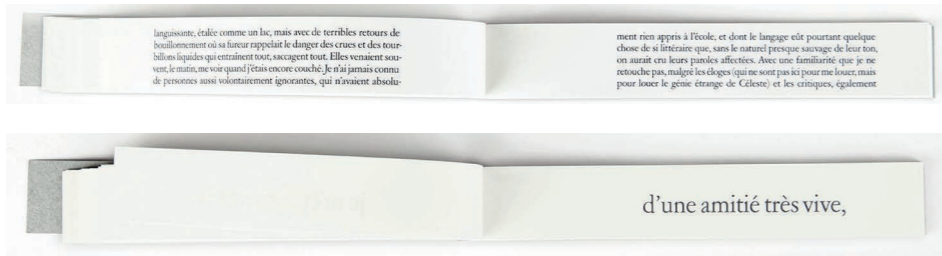 languissante, étalée comme un lac, mais avec de terribles retours de
bouillonnement où sa fureur rappelait le danger des crues et des tour-
billons liquides qui entraînent tout, saccagent tout. Elles venaient sou-
vent, le matin, me voir quand j'étais encore couché. Je n'ai jamais connu
de personnes aussi volontairement ignorantes, qui n'avaient absolu-
ment rien appris à l'école, et dont le langage eût pourtant quelque
chose de si littéraire que, sans le naturel presque sauvage de leur ton,
on aurait cru leurs paroles affectées. Avec une familiarité que je ne
retouche pas, malgré les éloges (qui ne sont pas ici pour me louer, mais
pour louer le génie étrange de Céleste) et les critiques, également
d'une amitié très vive,